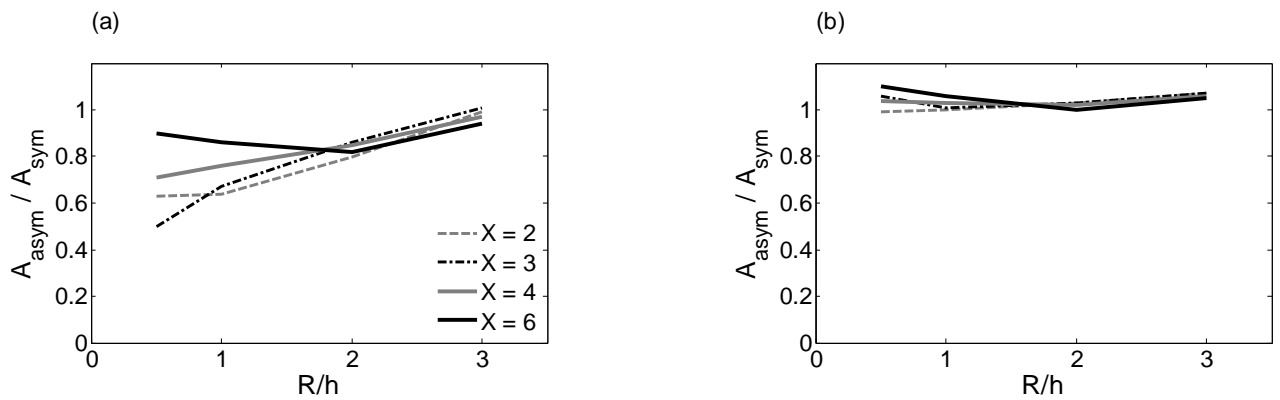 (a)
1
0.8
0.6
0.4
0.2
0
A_asym / A_sym
0 1 2 3
R/h
X = 2
X = 3
X = 4
X = 6
(b)
1
0.8
0.6
0.4
0.2
0
A_asym / A_sym
0 1 2 3
R/h